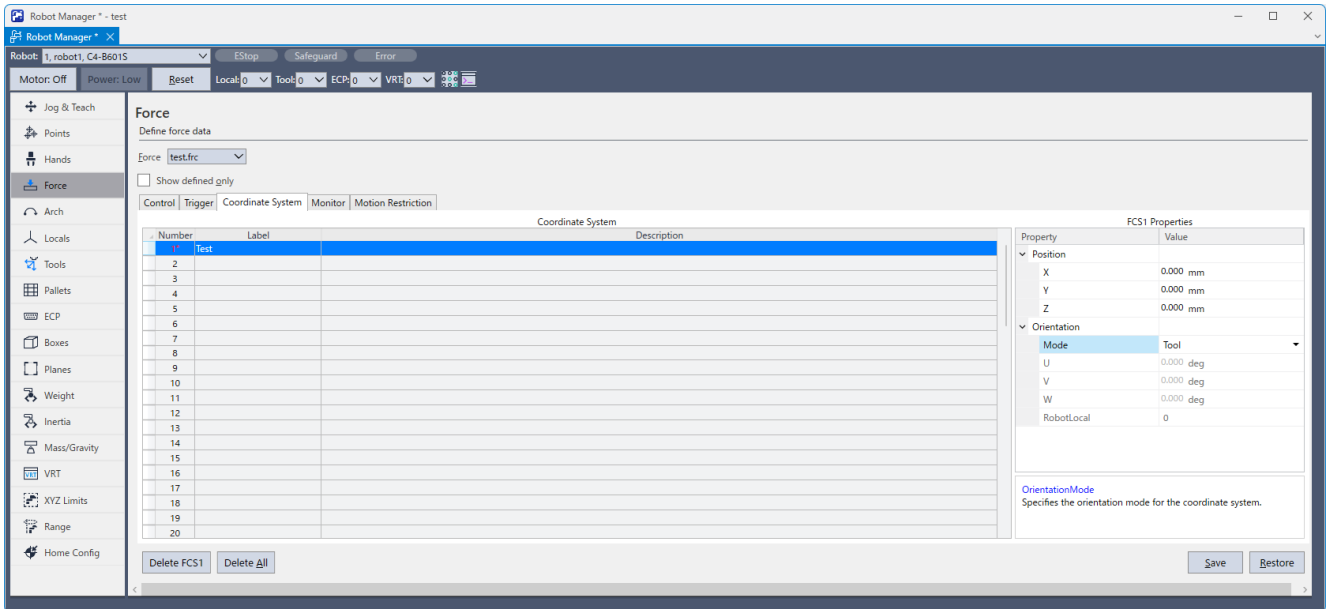 Robot Manager * - test
Robot Manager *
Robot: 1, robot1, C4-B601S EStop Safeguard Error
Motor: Off Power: Low Reset Local: 0 Tool: 0 ECP: 0 VRT: 0
Jog & Teach
Points
Hands
Force
Arch
Locals
Tools
Pallets
ECP
Boxes
Planes
Weight
Inertia
Mass/Gravity
VRT
XYZ Limits
Range
Home Config
Force
Define force data
Force test.frc
Show defined only
Control Trigger Coordinate System Monitor Motion Restriction
Coordinate System
Number Label Description
1* Test
2
3
4
5
6
7
8
9
10
11
12
13
14
15
16
17
18
19
20
FCS1 Properties
Property Value
Position
X 0.000 mm
Y 0.000 mm
Z 0.000 mm
Orientation
Mode Tool
U 0.000 deg
V 0.000 deg
W 0.000 deg
RobotLocal 0
OrientationMode
Specifies the orientation mode for the coordinate system.
Delete FCS1 Delete All Save Restore